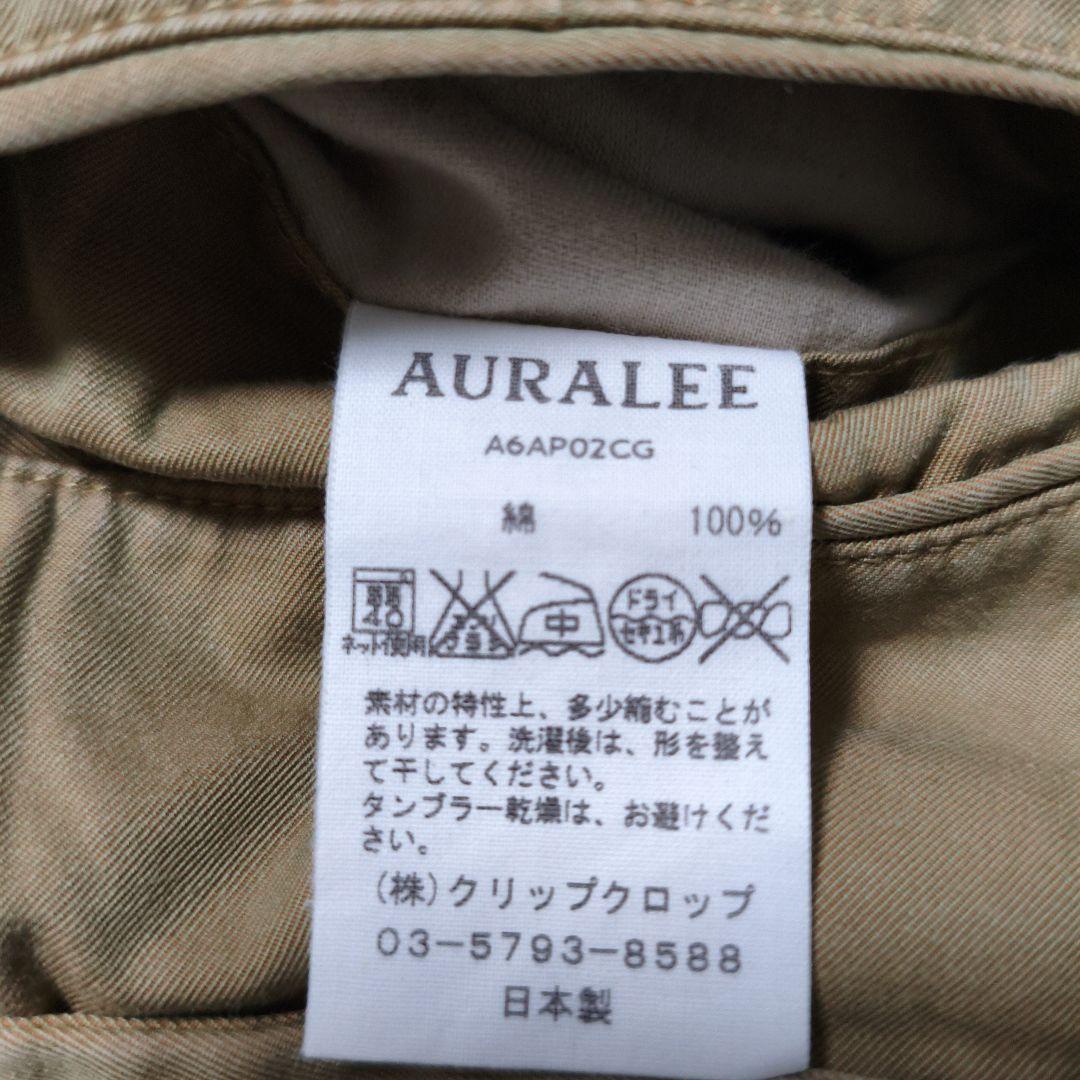 AURALEE
A6AP02CG
綿 100%
40 中 ドライ セキユ系
ネット使用
素材の特性上、多少縮むことが
あります。洗濯後は、形を整え
て干してください。
タンブラー乾燥は、お避けくだ
さい。
(株)クリップクロップ
03-5793-8588
日本製